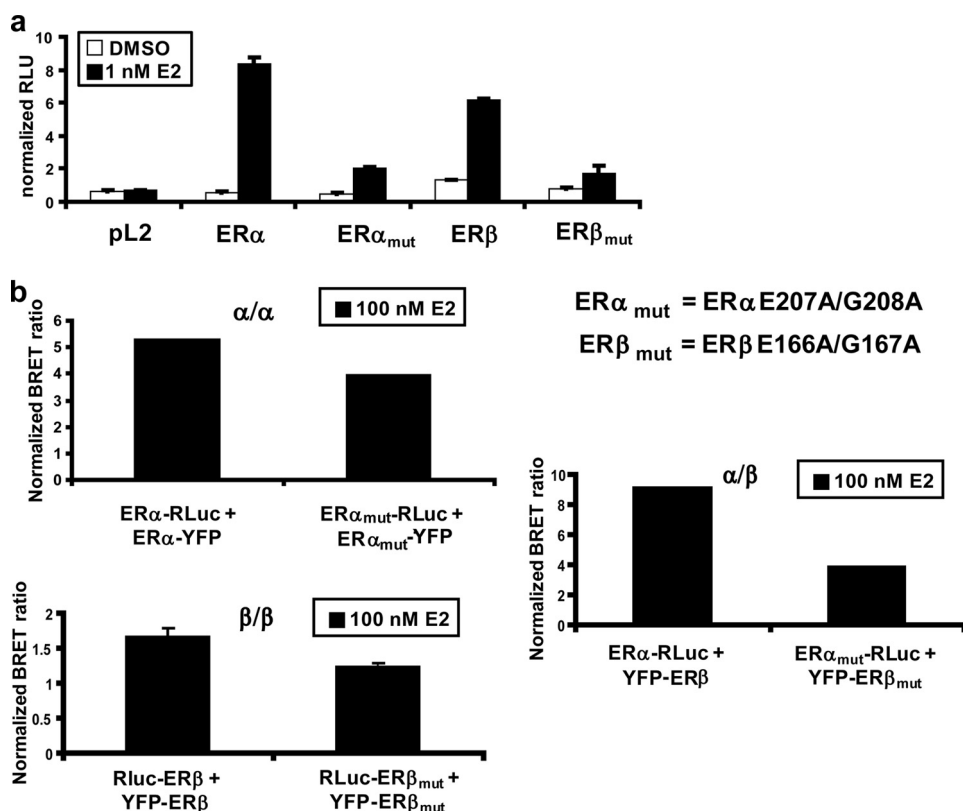 a
10
8
6
4
2
0
normalized RLU
DMSO
1 nM E2
pL2
ERα
ERαmut
ERβ
ERβmut
b
6
5
4
3
2
1
0
Normalized BRET ratio
α/α
100 nM E2
ERα-RLuc +
ERα-YFP
ERαmut-RLuc +
ERαmut-YFP
ERα mut = ERα E207A/G208A
ERβ mut = ERβ E166A/G167A
2
1.5
1
0.5
0
Normalized BRET ratio
β/β
100 nM E2
Rluc-ERβ +
YFP-ERβ
RLuc-ERβmut +
YFP-ERβmut
10
8
6
4
2
0
Normalized BRET ratio
α/β
100 nM E2
ERα-RLuc +
YFP-ERβ
ERαmut-RLuc +
YFP-ERβmut